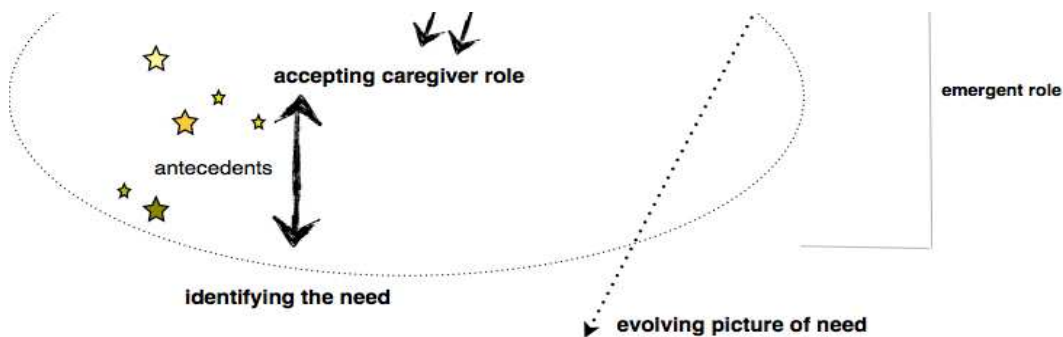 accepting caregiver role
emergent role
antecedents
identifying the need
evolving picture of need